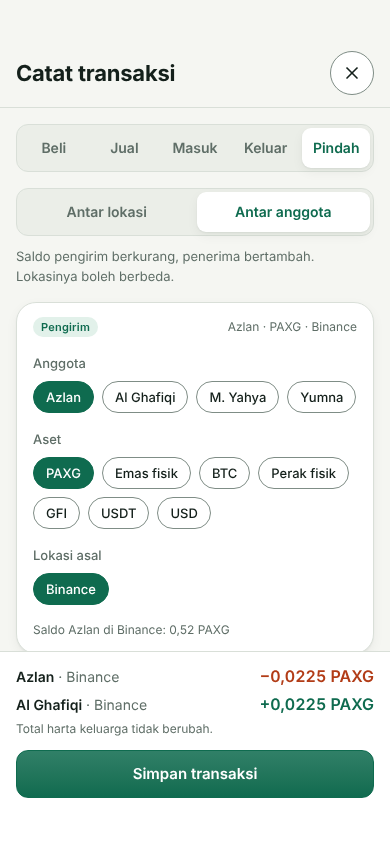 Catat transaksi
Beli Jual Masuk Keluar Pindah
Antar lokasi Antar anggota
Saldo pengirim berkurang, penerima bertambah.
Lokasinya boleh berbeda.
Pengirim Azlan · PAXG · Binance
Anggota
Azlan Al Ghafiqi M. Yahya Yumna
Aset
PAXG Emas fisik BTC Perak fisik
GFI USDT USD
Lokasi asal
Binance
Saldo Azlan di Binance: 0,52 PAXG
Azlan · Binance −0,0225 PAXG
Al Ghafiqi · Binance +0,0225 PAXG
Total harta keluarga tidak berubah.
Simpan transaksi